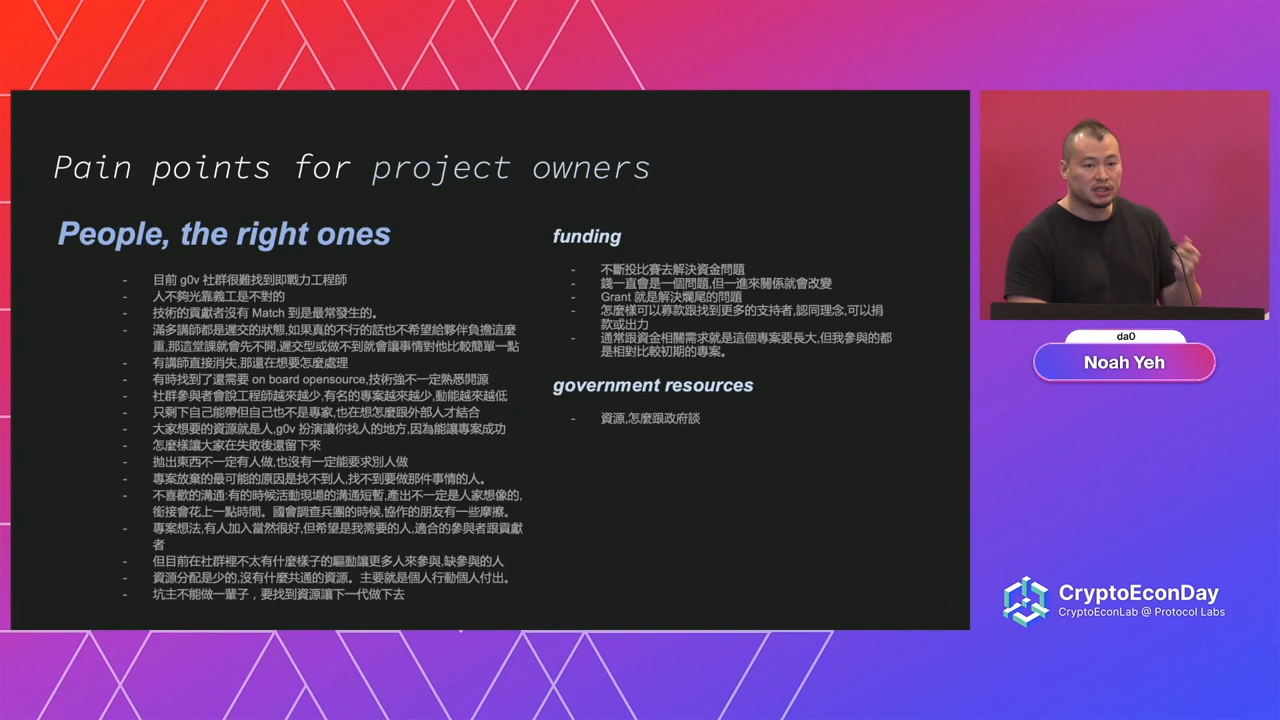 Pain points for project owners
People, the right ones
- 目前 g0v 社群很難找到即戰力工程師
- 人不夠光靠義工是不對的
- 技術的貢獻者沒有 Match 到是最常發生的。
- 滿多講師都是遲交的狀態,如果真的不行的話也不希望給夥伴負擔這麼
重,那這堂課就會先不開,遲交型或做不到就會讓事情對他比較簡單一點
- 有講師直接消失,那還在想要怎麼處理
- 有時找到了還需要 on board opensource,技術強不一定熟悉開源
- 社群參與者會說工程師越來越少,有名的專案越來越少,動能越來越低
- 只剩下自己能帶但自己也不是專家,也在想怎麼跟外部人才結合
- 大家想要的資源就是人,g0v 扮演讓你找人的地方,因為能讓專案成功
- 怎麼樣讓大家在失敗後還留下來
- 拋出東西不一定有人做,也沒有一定能要求別人做
- 專案放棄的最可能的原因是找不到人,找不到要做那件事情的人。
- 不喜歡的溝通:有的時候活動現場的溝通短暫,產出不一定是人家想像的,
銜接會花上一點時間。國會調查兵團的時候,協作的朋友有一些摩擦。
- 專案想法,有人加入當然很好,但希望是我需要的人,適合的參與者跟貢獻
者
- 但目前在社群裡不太有什麼樣子的驅動讓更多人來參與,缺參與的人
- 資源分配是少的,沒有什麼共通的資源。主要就是個人行動個人付出。
- 坑主不能做一輩子，要找到資源讓下一代做下去
funding
- 不斷投比賽去解決資金問題
- 錢一直會是一個問題,但一進來關係就會改變
- Grant 就是解決爛尾的問題
- 怎麼樣可以募款跟找到更多的支持者,認同理念,可以捐
款或出力
- 通常跟資金相關需求就是這個專案要長大,但我參與的都
是相對比較初期的專案。
government resources
- 資源,怎麼跟政府談
da0
Noah Yeh
CryptoEconDay
CryptoEconLab @ Protocol Labs